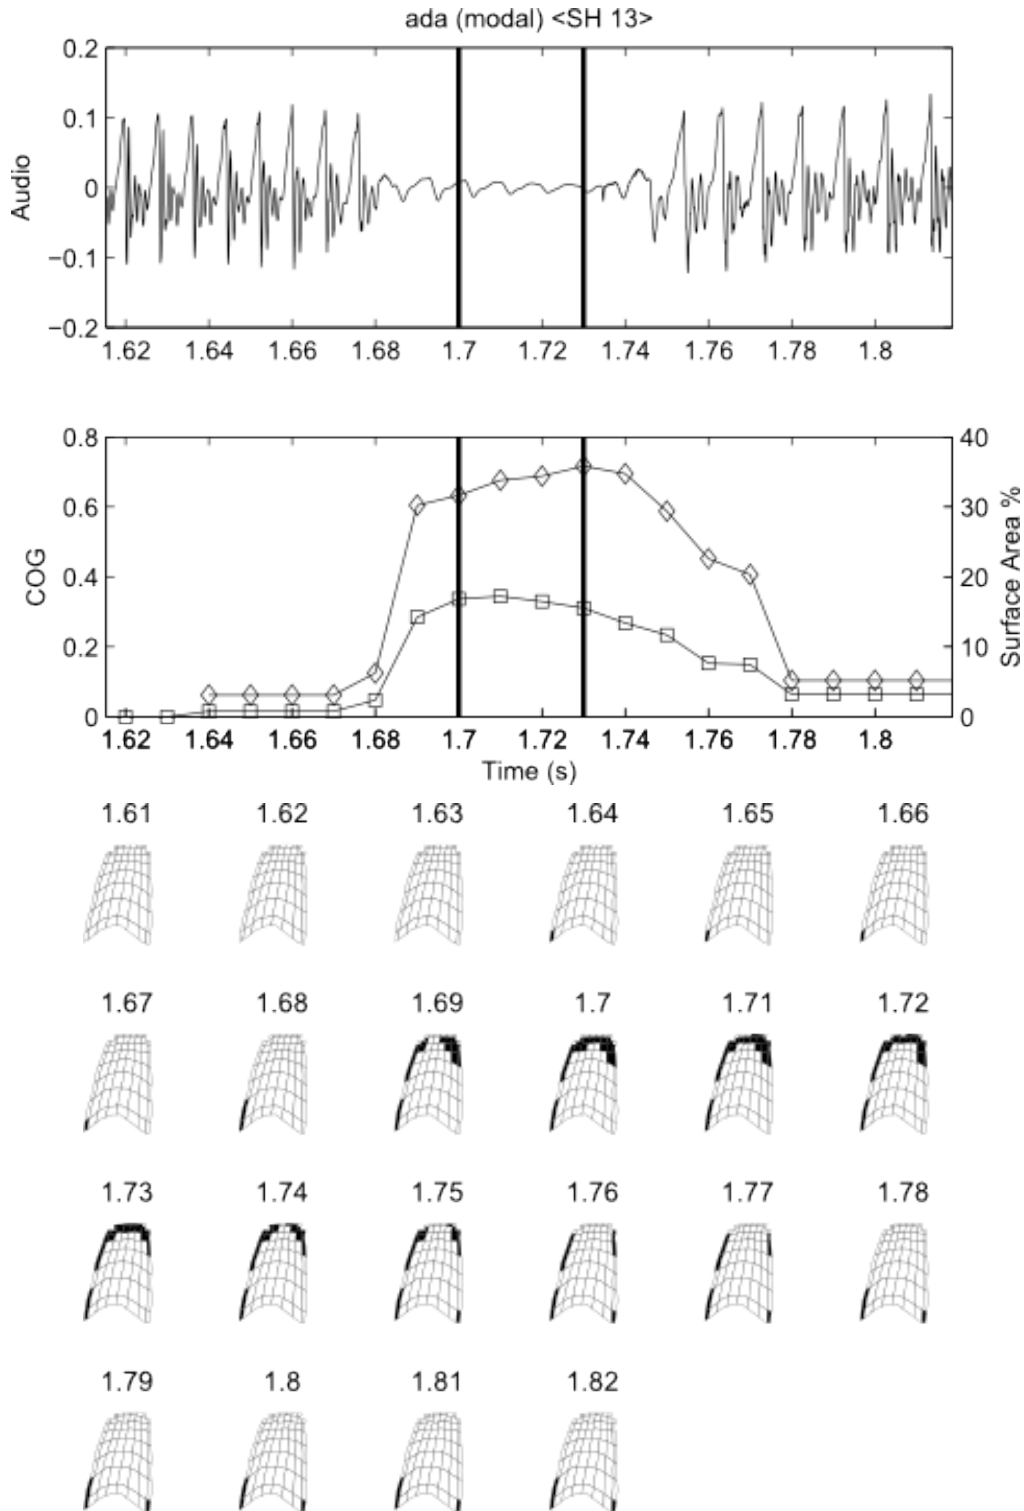 ada (modal) <SH 13>
0.2
0.1
0
−0.1
−0.2
Audio
1.62 1.64 1.66 1.68 1.7 1.72 1.74 1.76 1.78 1.8
0.8 40
0.6 30
0.4 20
0.2 10
0 0
COG
Surface Area %
1.62 1.64 1.66 1.68 1.7 1.72 1.74 1.76 1.78 1.8
Time (s)
1.61 1.62 1.63 1.64 1.65 1.66
1.67 1.68 1.69 1.7 1.71 1.72
1.73 1.74 1.75 1.76 1.77 1.78
1.79 1.8 1.81 1.82